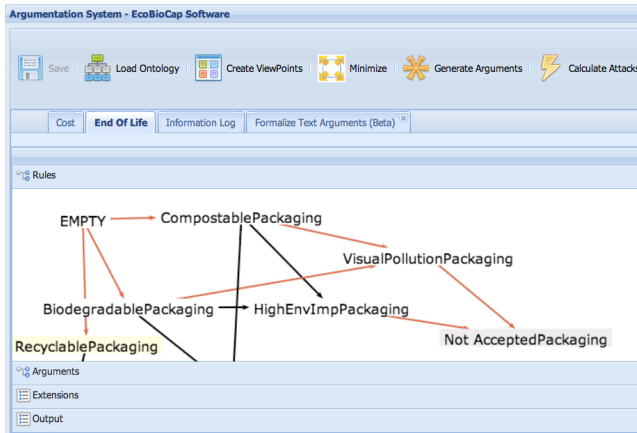 Argumentation System - EcoBioCap Software
Save Load Ontology Create ViewPoints Minimize Generate Arguments Calculate Attacks
Cost End Of Life Information Log Formalize Text Arguments (Beta)
Rules
EMPTY CompostablePackaging
VisualPollutionPackaging
BiodegradablePackaging HighEnvImpPackaging
RecyclablePackaging Not AcceptedPackaging
Arguments
Extensions
Output